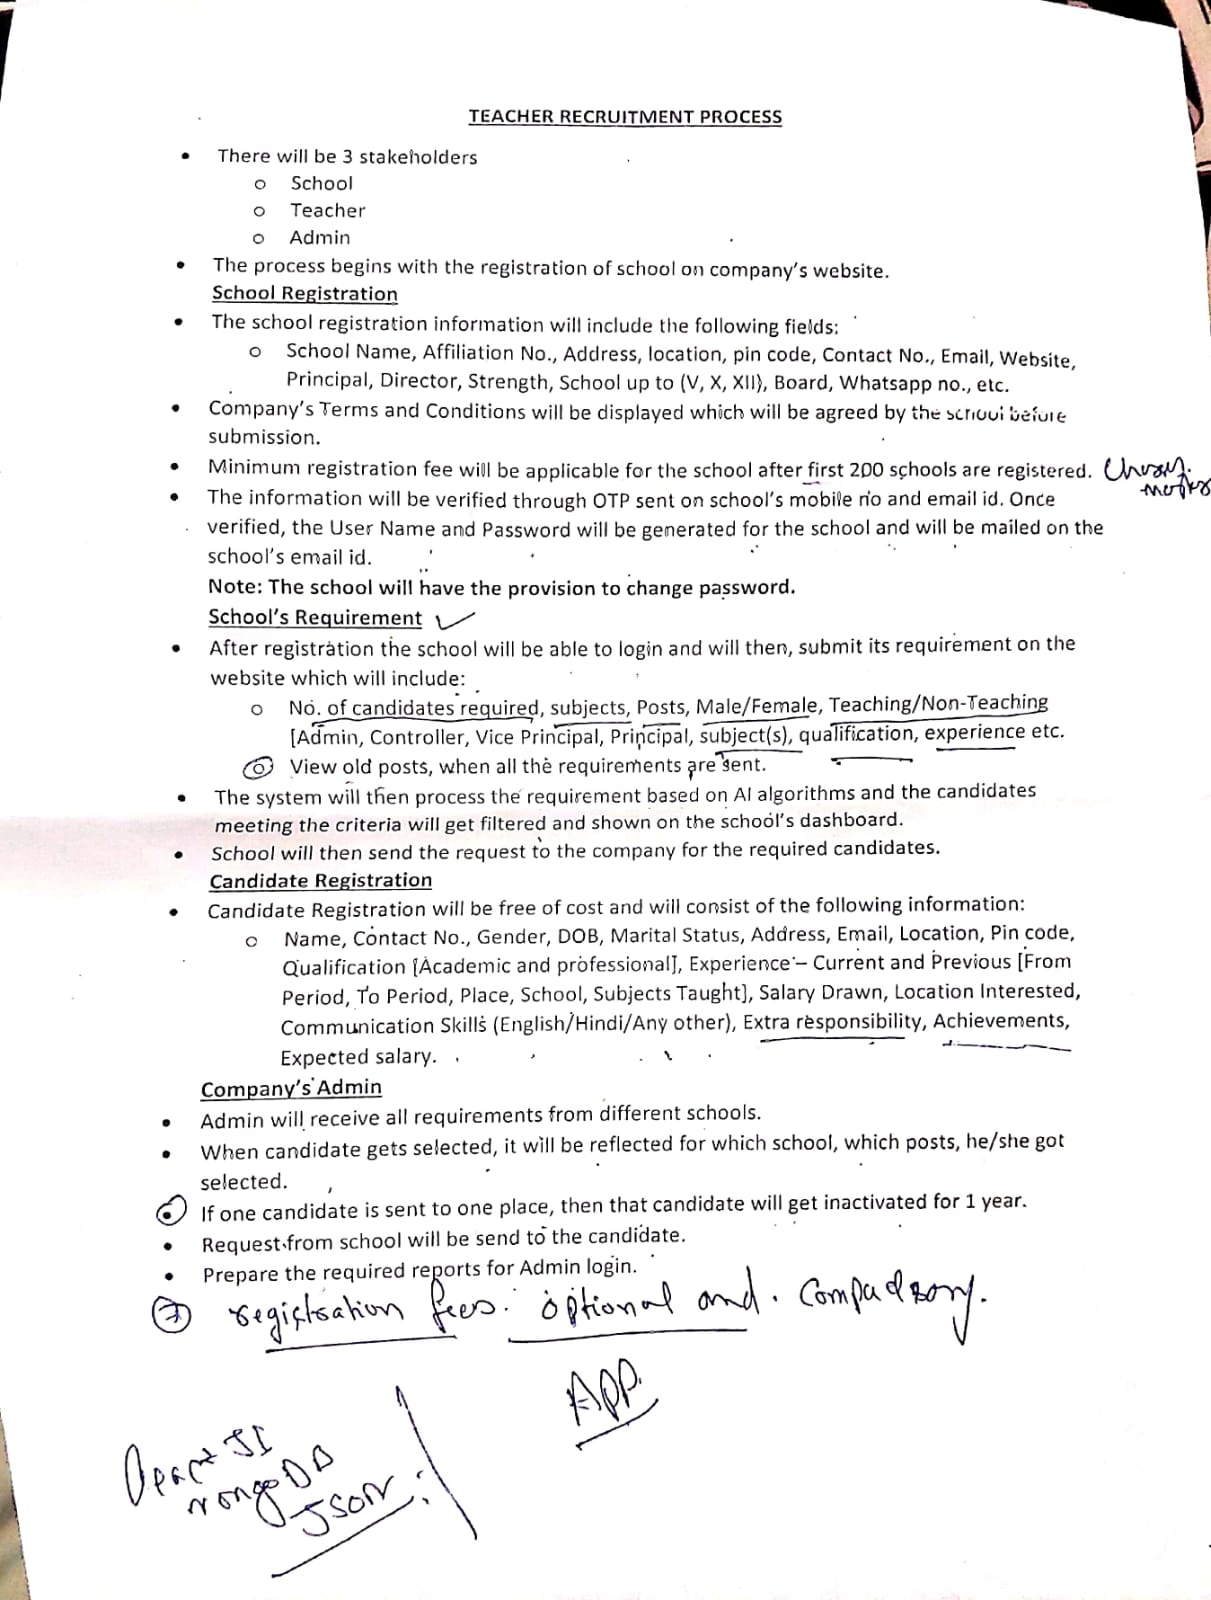 TEACHER RECRUITMENT PROCESS
• There will be 3 stakeholders
o School
o Teacher
o Admin
• The process begins with the registration of school on company's website.
School Registration
• The school registration information will include the following fields:
o School Name, Affiliation No., Address, location, pin code, Contact No., Email, Website,
Principal, Director, Strength, School up to (V, X, XII), Board, Whatsapp no., etc.
• Company's Terms and Conditions will be displayed which will be agreed by the school before
submission.
• Minimum registration fee will be applicable for the school after first 200 schools are registered.
• The information will be verified through OTP sent on school's mobile no and email id. Once
verified, the User Name and Password will be generated for the school and will be mailed on the
school's email id.
Note: The school will have the provision to change password.
School's Requirement
• After registration the school will be able to login and will then, submit its requirement on the
website which will include:
o No. of candidates required, subjects, Posts, Male/Female, Teaching/Non-Teaching
[Admin, Controller, Vice Principal, Principal, subject(s), qualification, experience etc.
o View old posts, when all the requirements are sent.
• The system will then process the requirement based on AI algorithms and the candidates
meeting the criteria will get filtered and shown on the school's dashboard.
• School will then send the request to the company for the required candidates.
Candidate Registration
• Candidate Registration will be free of cost and will consist of the following information:
o Name, Contact No., Gender, DOB, Marital Status, Address, Email, Location, Pin code,
Qualification [Academic and professional], Experience – Current and Previous [From
Period, To Period, Place, School, Subjects Taught], Salary Drawn, Location Interested,
Communication Skills (English/Hindi/Any other), Extra responsibility, Achievements,
Expected salary.
Company's Admin
• Admin will receive all requirements from different schools.
• When candidate gets selected, it will be reflected for which school, which posts, he/she got
selected.
• If one candidate is sent to one place, then that candidate will get inactivated for 1 year.
• Request from school will be send to the candidate.
• Prepare the required reports for Admin login.
registration fees. optional and. 
App.
mongoDB
JSON